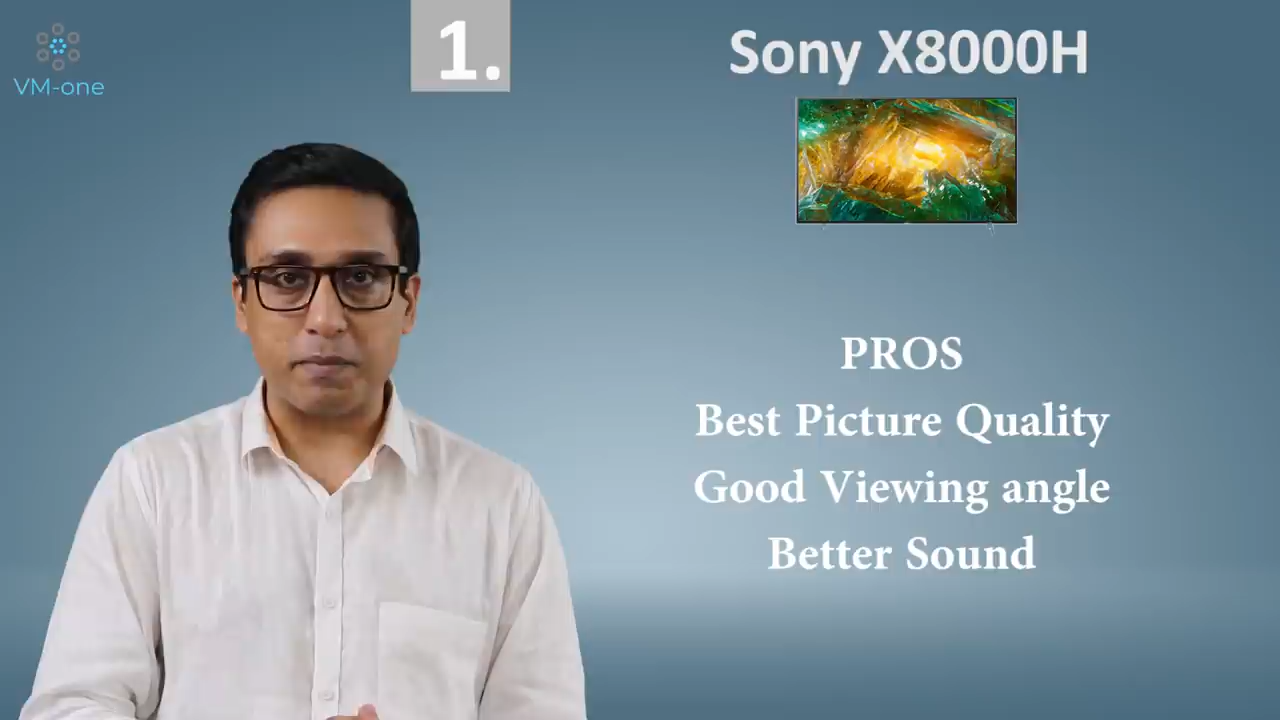 VM-one
1.
Sony X8000H
PROS
Best Picture Quality
Good Viewing angle
Better Sound